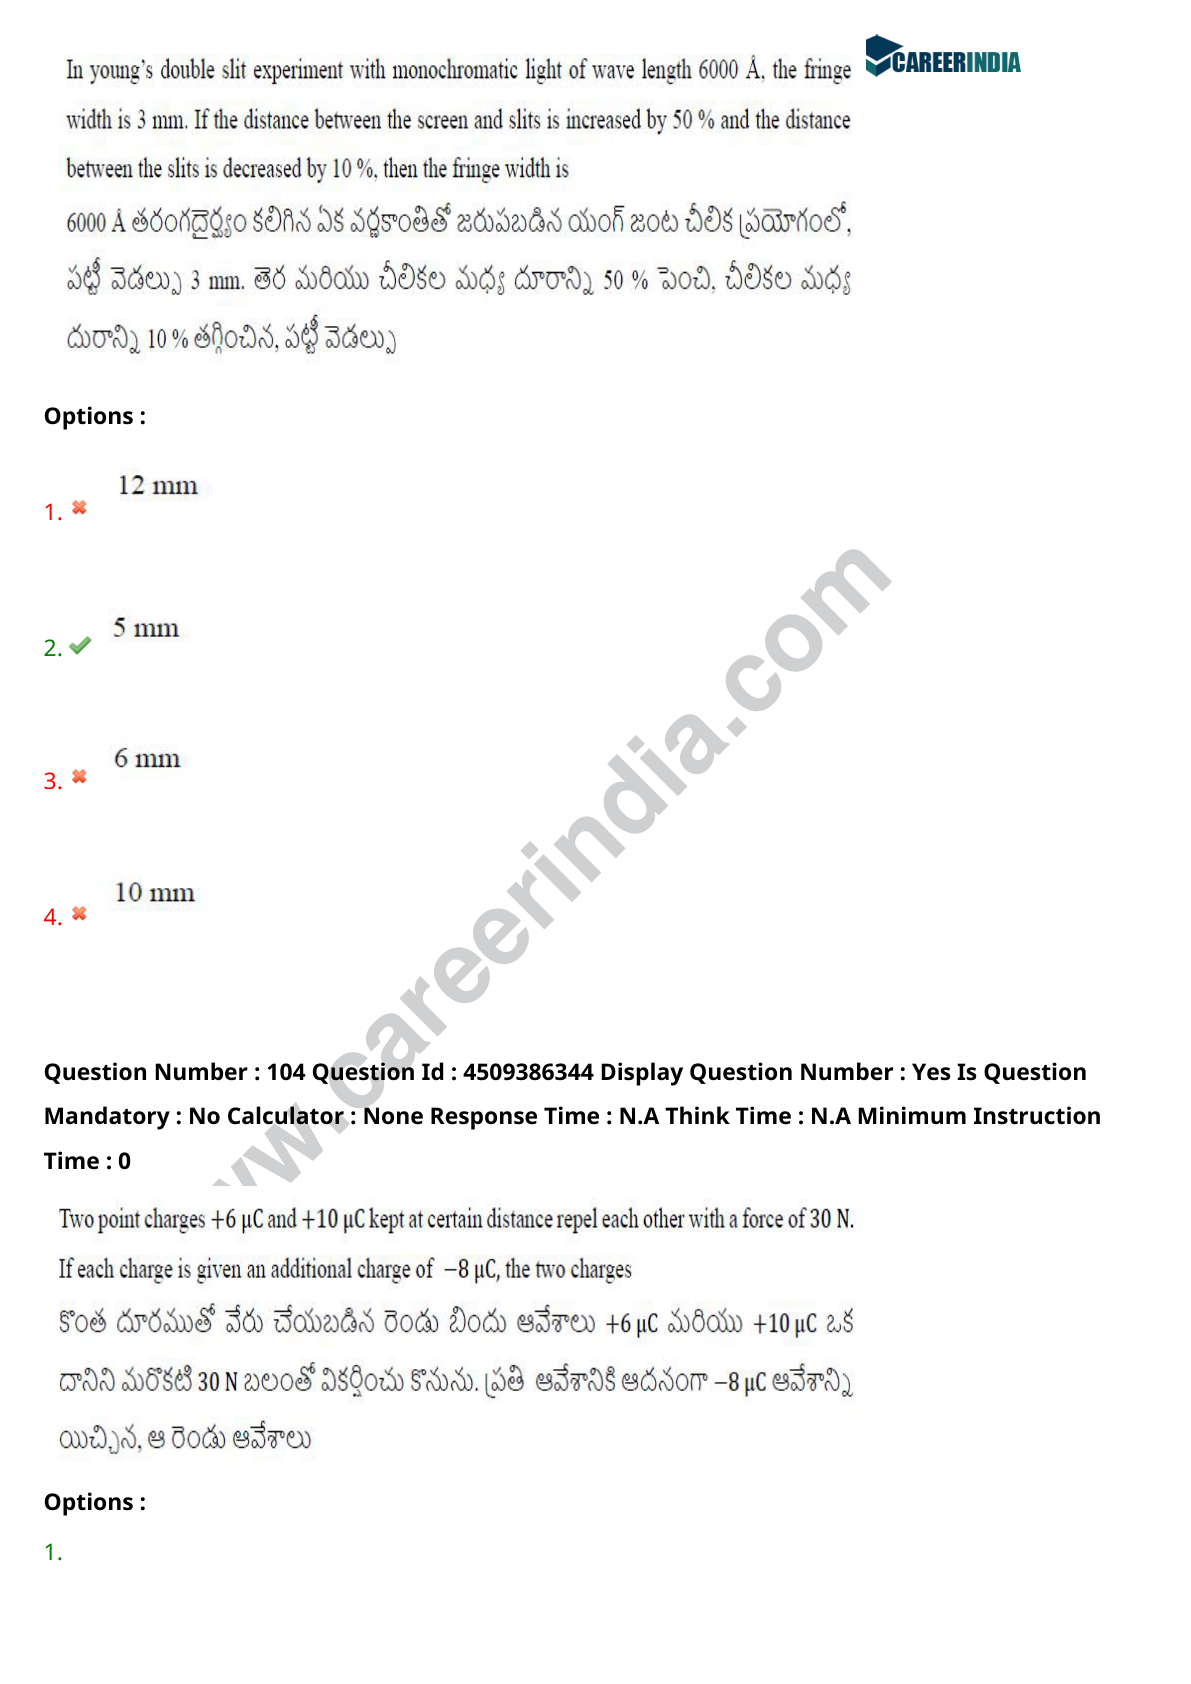 CAREERINDIA
In young's double slit experiment with monochromatic light of wave length 6000 Å, the fringe
width is 3 mm. If the distance between the screen and slits is increased by 50 % and the distance
between the slits is decreased by 10 %, then the fringe width is
6000 Å తరంగదైర్ఘ్యం కలిగిన ఏక వర్ణకాంతితో జరుపబడిన యంగ్ జంట చీలిక ప్రయోగంలో,
పట్టీ వెడల్పు 3 mm. తెర మరియు చీలికల మధ్య దూరాన్ని 50 % పెంచి, చీలికల మధ్య
దురాన్ని 10 % తగ్గించిన, పట్టీ వెడల్పు
Options :
12 mm
1.
5 mm
2.
6 mm
3.
10 mm
4.
www.careerindia.com
Question Number : 104 Question Id : 4509386344 Display Question Number : Yes Is Question
Mandatory : No Calculator : None Response Time : N.A Think Time : N.A Minimum Instruction
Time : 0
Two point charges +6 μC and +10 μC kept at certain distance repel each other with a force of 30 N.
If each charge is given an additional charge of −8 μC, the two charges
కొంత దూరముతో వేరు చేయబడిన రెండు బిందు ఆవేశాలు +6 μC మరియు +10 μC ఒక
దానిని మరొకటి 30 N బలంతో వికర్షించు కొనును. ప్రతి ఆవేశానికి ఆదనంగా −8 μC ఆవేశాన్ని
యిచ్చిన, ఆ రెండు ఆవేశాలు
Options :
1.